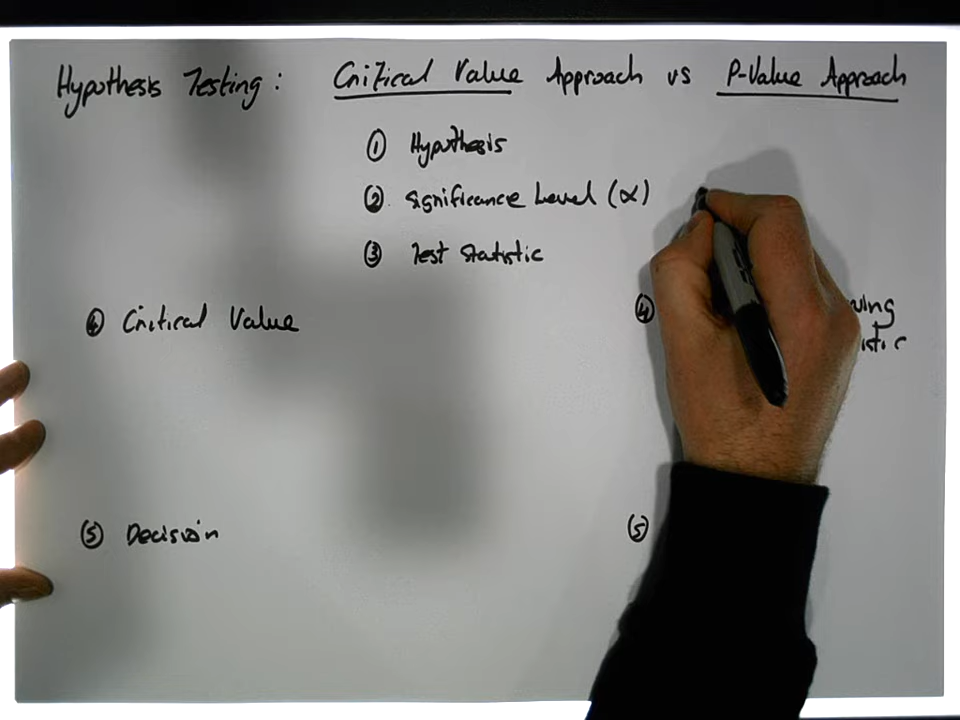 Hypothesis Testing: Critical Value Approach vs P-Value Approach
① Hypothesis
② Significance Level (α)
③ Test Statistic
④ Critical Value
④
⑤ Decision
⑤